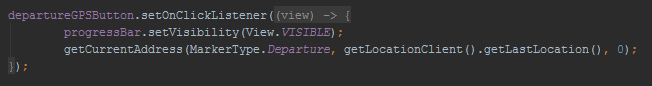 departureGPSButton.setOnClickListener((view) -> {
progressBar.setVisibility(View.VISIBLE);
getCurrentAddress(MarkerType.Departure, getLocationClient().getLastLocation(), 0);
});